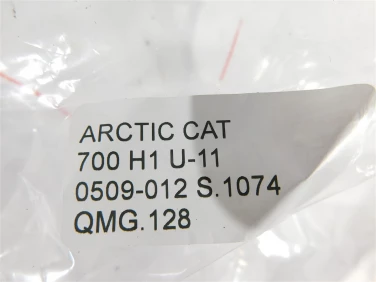 ARCTIC CAT
700 H1 U-11
0509-012 S.1074
QMG.128